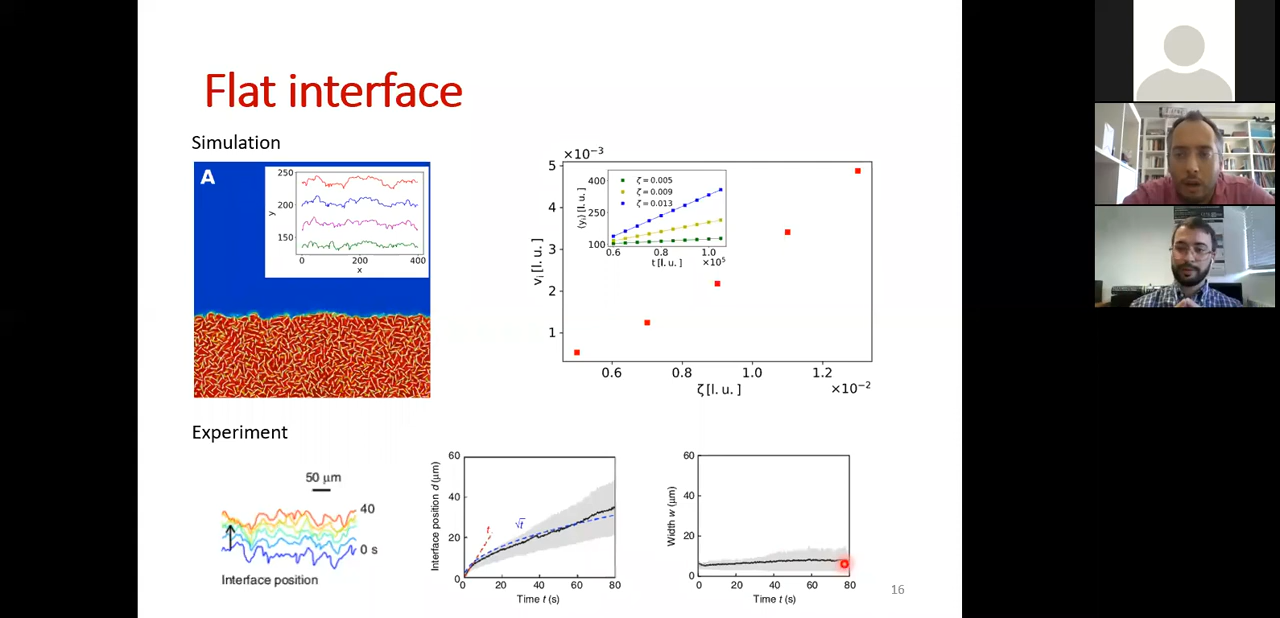 Flat interface
Simulation
A
250
200
y
150
0
200
400
x
×10⁻³
5
4
3
2
1
vᵢ [l. u.]
400
250
100
⟨yᵢ⟩ [l. u.]
ζ = 0.005
ζ = 0.009
ζ = 0.013
0.6
0.8
1.0
t [l. u.]
×10⁵
0.6
0.8
1.0
1.2
ζ [l. u.]
×10⁻²
Experiment
50 µm
40
0 s
Interface position
60
40
20
0
Interface position d (µm)
t
√t
0
20
40
60
80
Time t (s)
60
40
20
0
Width w (µm)
0
20
40
60
80
Time t (s)
16